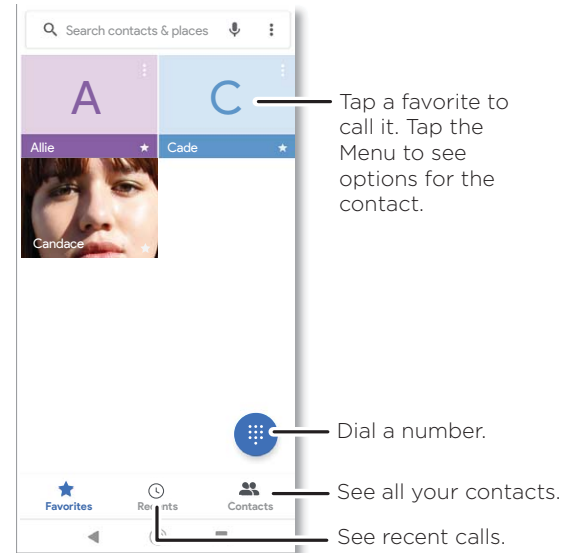 Search contacts & places
A
C
Allie
Cade
Candace
Tap a favorite to
call it. Tap the
Menu to see
options for the
contact.
Dial a number.
Favorites
Recents
Contacts
See all your contacts.
See recent calls.